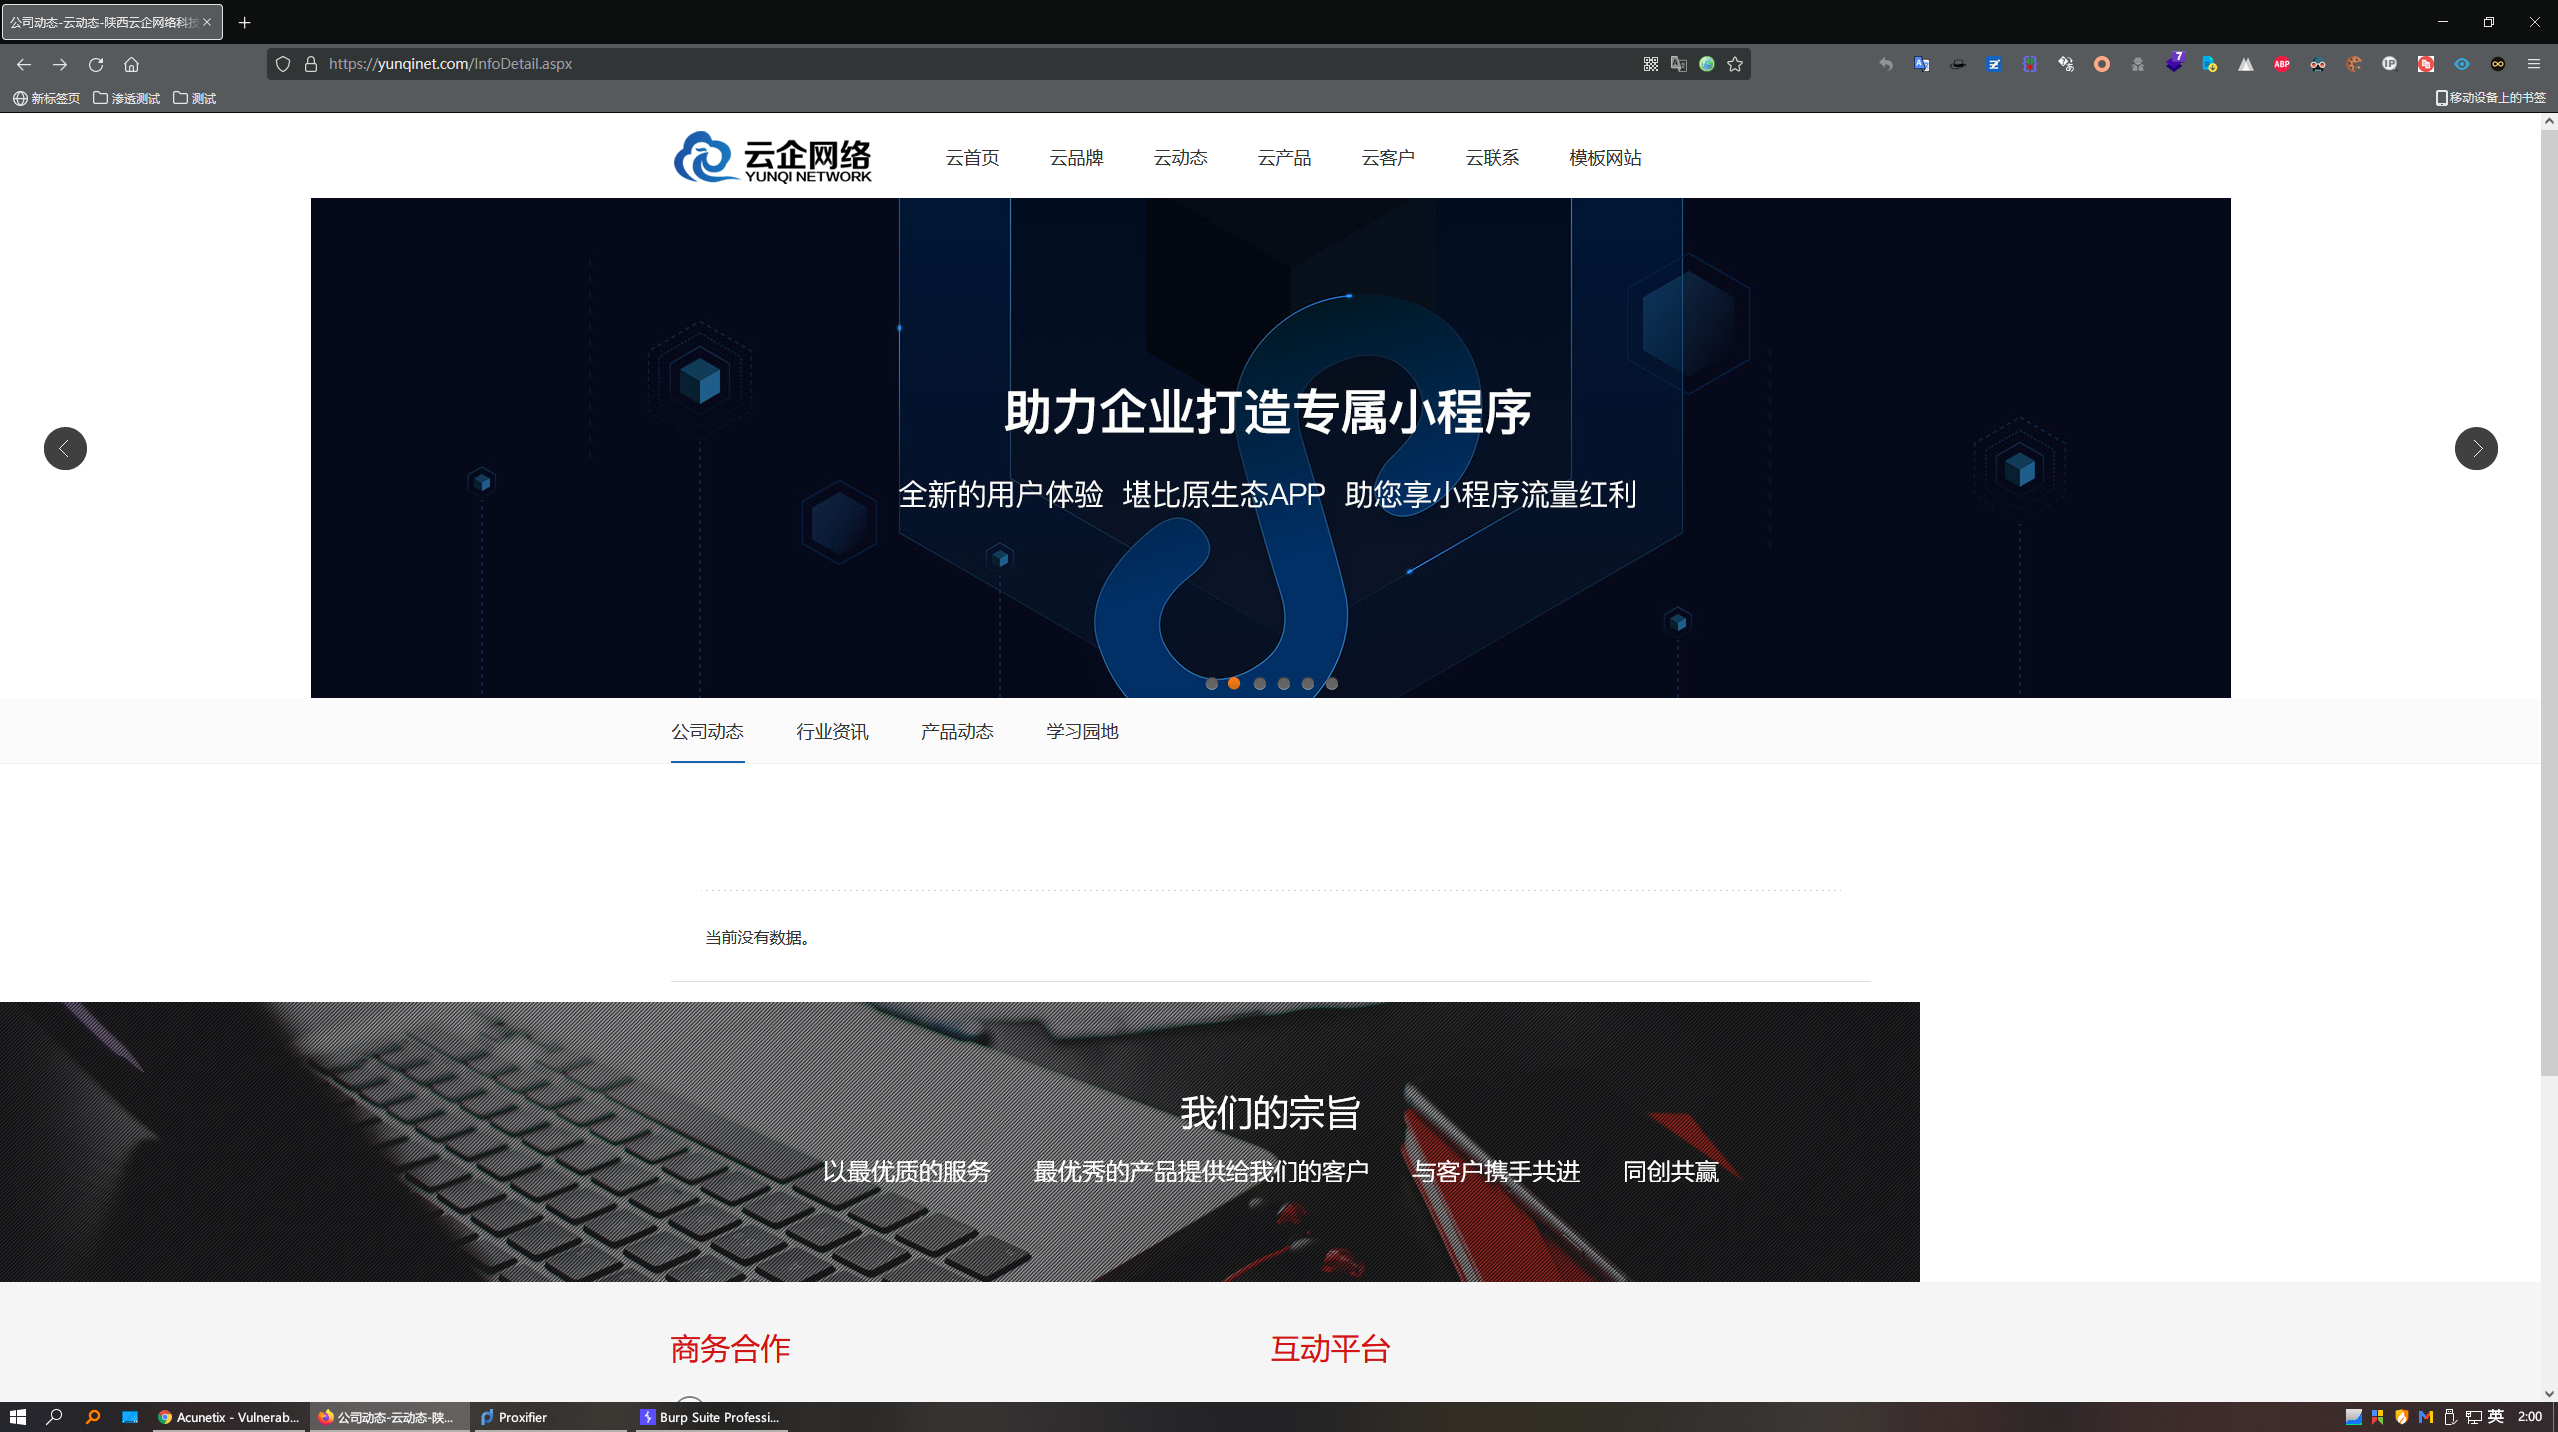 公司动态-云动态-陕西云企网络科技
https://yunqinet.com/InfoDetail.aspx
7
ABP
IP
新标签页 渗透测试 测试
移动设备上的书签
云企网络
YUNQI NETWORK
云首页 云品牌 云动态 云产品 云客户 云联系 模板网站
助力企业打造专属小程序
全新的用户体验 堪比原生态APP 助您享小程序流量红利
公司动态 行业资讯 产品动态 学习园地
当前没有数据。
我们的宗旨
以最优质的服务 最优秀的产品提供给我们的客户 与客户携手共进 同创共赢
商务合作 互动平台
Acunetix - Vulnerab... 公司动态-云动态-陕... Proxifier Burp Suite Professi...
英 2:00